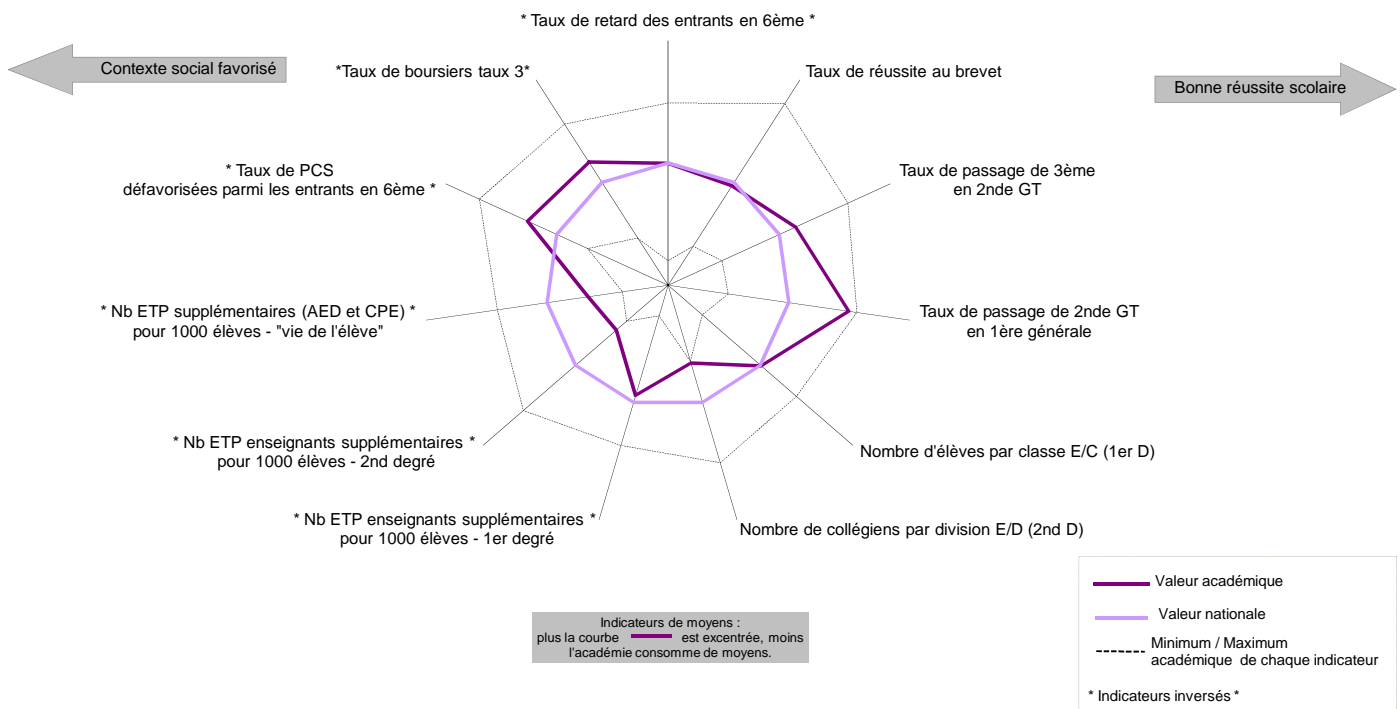 * Taux de retard des entrants en 6ème *
Contexte social favorisé
*Taux de boursiers taux 3*
Taux de réussite au brevet
Bonne réussite scolaire
* Taux de PCS
défavorisées parmi les entrants en 6ème *
Taux de passage de 3ème
en 2nde GT
* Nb ETP supplémentaires (AED et CPE) *
pour 1000 élèves - "vie de l'élève"
Taux de passage de 2nde GT
en 1ère générale
* Nb ETP enseignants supplémentaires *
pour 1000 élèves - 2nd degré
Nombre d'élèves par classe E/C (1er D)
* Nb ETP enseignants supplémentaires *
pour 1000 élèves - 1er degré
Nombre de collégiens par division E/D (2nd D)
Indicateurs de moyens :
plus la courbe est excentrée, moins
l'académie consomme de moyens.
Valeur académique
Valeur nationale
Minimum / Maximum
académique de chaque indicateur
* Indicateurs inversés *